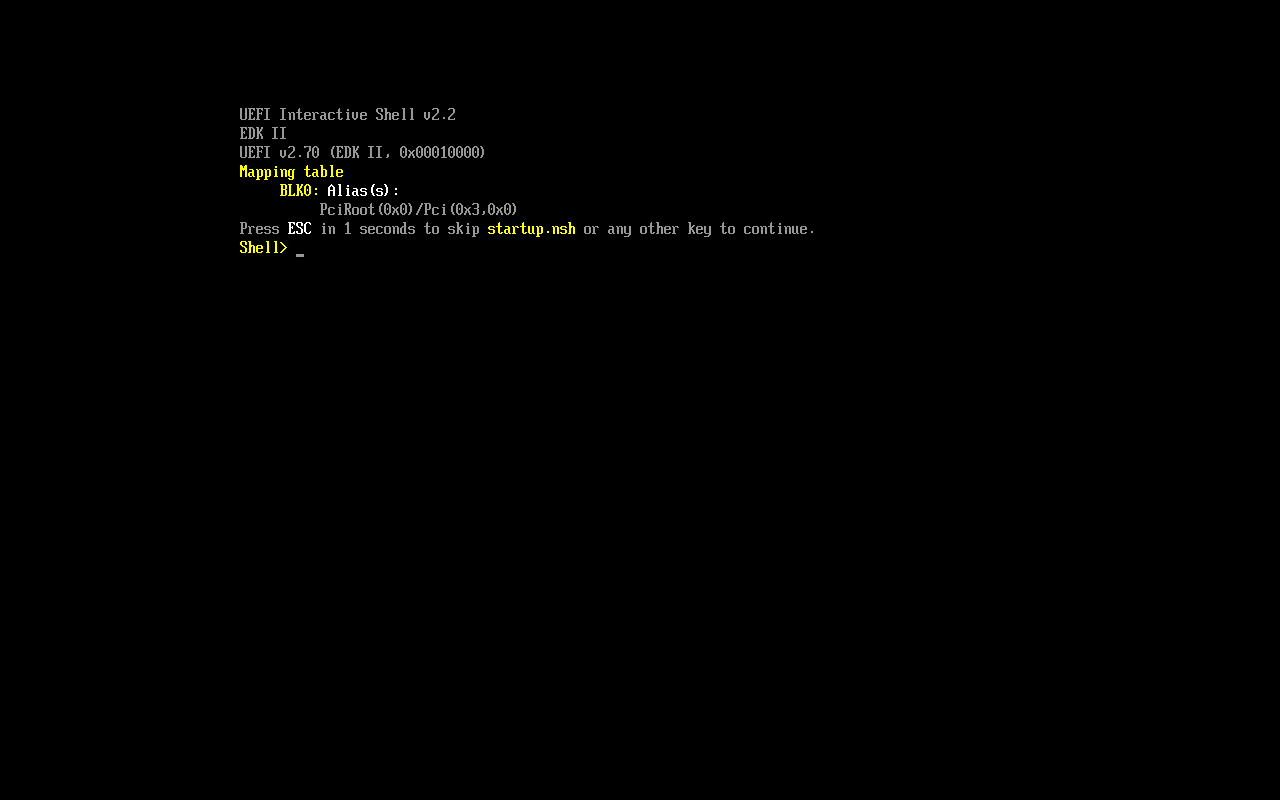 UEFI Interactive Shell v2.2
EDK II
UEFI v2.70 (EDK II, 0x00010000)
Mapping table
BLK0: Alias(s):
PciRoot(0x0)/Pci(0x3,0x0)
Press ESC in 1 seconds to skip startup.nsh or any other key to continue.
Shell> _